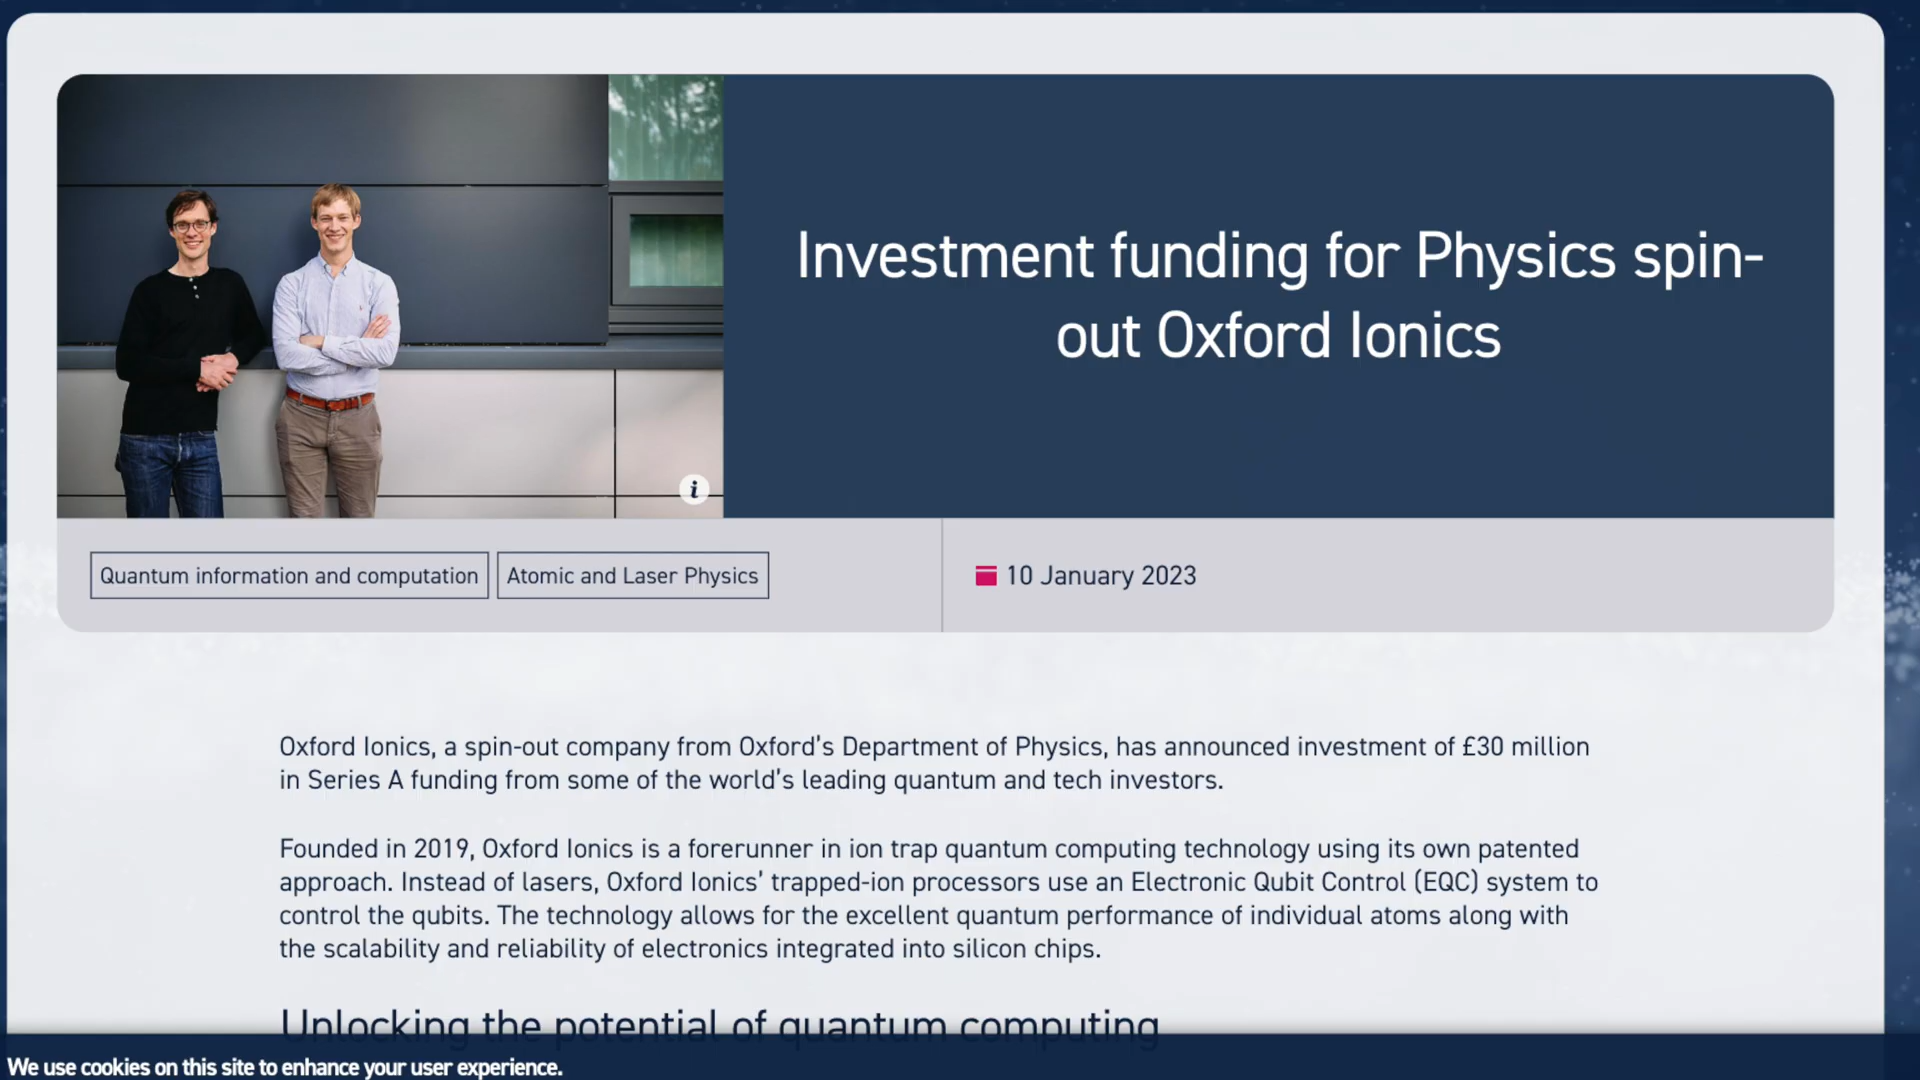 Investment funding for Physics spin-
out Oxford Ionics
Quantum information and computation
Atomic and Laser Physics
10 January 2023
Oxford Ionics, a spin-out company from Oxford’s Department of Physics, has announced investment of £30 million
in Series A funding from some of the world’s leading quantum and tech investors.
Founded in 2019, Oxford Ionics is a forerunner in ion trap quantum computing technology using its own patented
approach. Instead of lasers, Oxford Ionics’ trapped-ion processors use an Electronic Qubit Control (EQC) system to
control the qubits. The technology allows for the excellent quantum performance of individual atoms along with
the scalability and reliability of electronics integrated into silicon chips.
Unlocking the potential of quantum computing
We use cookies on this site to enhance your user experience.